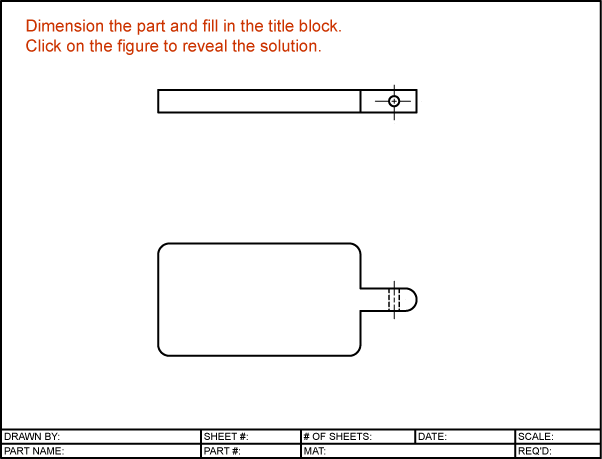 Dimension the part and fill in the title block.
Click on the figure to reveal the solution.
DRAWN BY: SHEET #: # OF SHEETS: DATE: SCALE:
PART NAME: PART #: MAT: REQ'D: